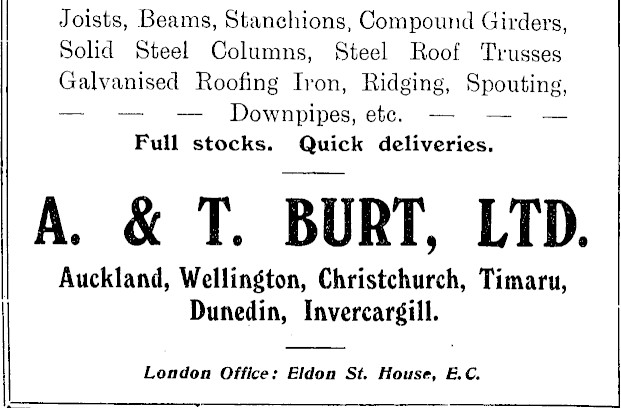 Joists, Beams, Stanchions, Compound Girders,
Solid Steel Columns, Steel Roof Trusses
Galvanised Roofing Iron, Ridging, Spouting,
— — — Downpipes, etc. — — —
Full stocks. Quick deliveries.
A. & T. BURT, LTD.
Auckland, Wellington, Christchurch, Timaru,
Dunedin, Invercargill.
London Office: Eldon St. House, E.C.